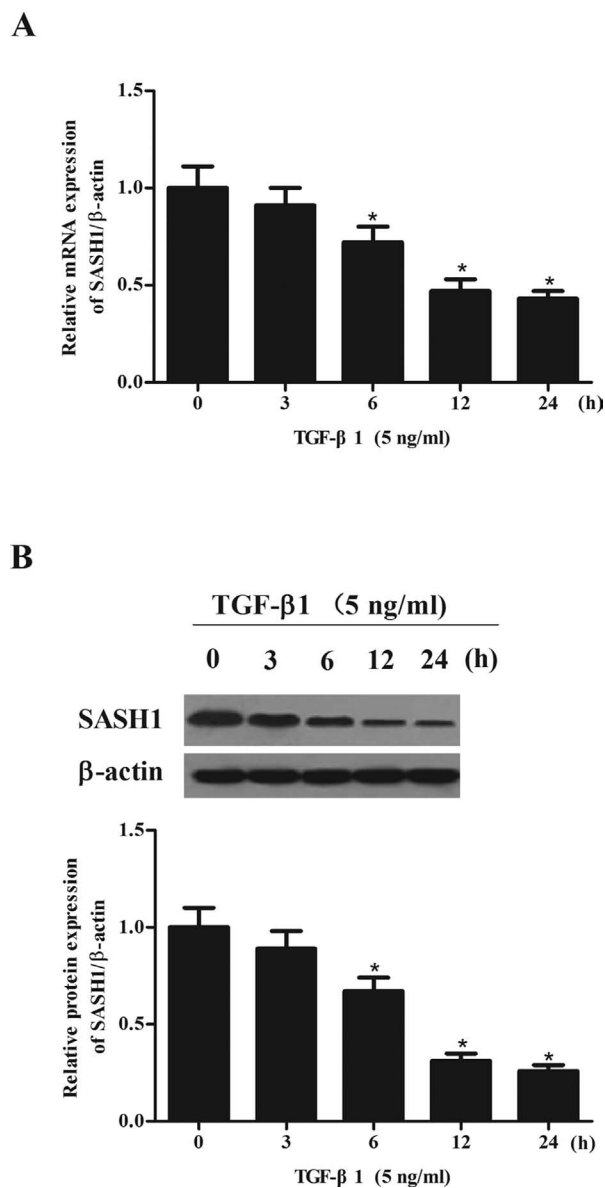 A
Relative mRNA expression
of SASH1/β-actin
1.5
1.0
0.5
0.0
*
*
*
0 3 6 12 24 (h)
TGF-β 1 (5 ng/ml)
B
TGF-β1 (5 ng/ml)
0 3 6 12 24 (h)
SASH1
β-actin
Relative protein expression
of SASH1/β-actin
1.5
1.0
0.5
0.0
*
*
*
0 3 6 12 24 (h)
TGF-β 1 (5 ng/ml)